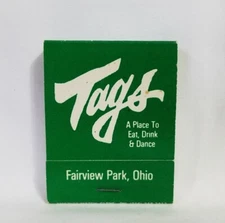 Tags
A Place To
Eat, Drink
& Dance
Fairview Park, Ohio